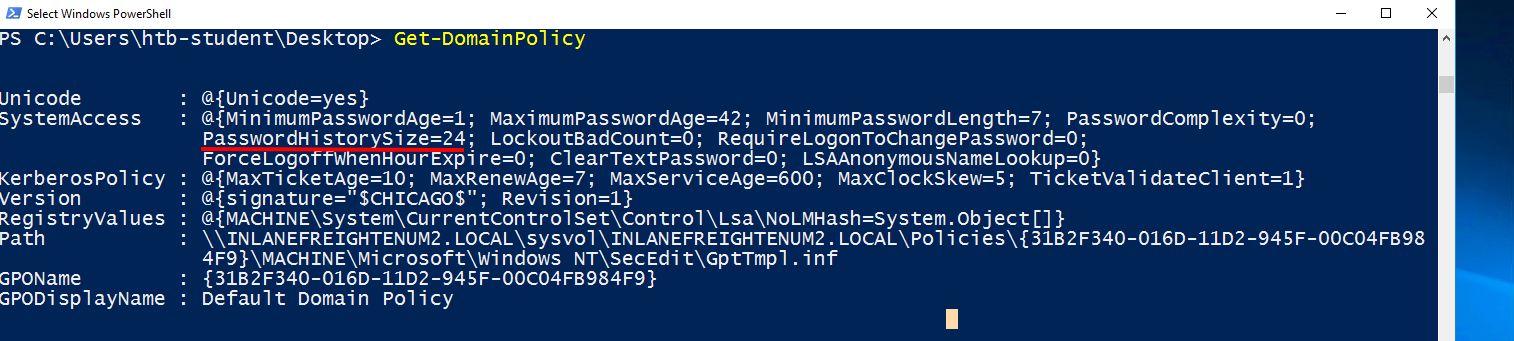 Select Windows PowerShell
PS C:\Users\htb-student\Desktop> Get-DomainPolicy
Unicode : @{Unicode=yes}
SystemAccess : @{MinimumPasswordAge=1; MaximumPasswordAge=42; MinimumPasswordLength=7; PasswordComplexity=0;
PasswordHistorySize=24; LockoutBadCount=0; RequireLogonToChangePassword=0;
ForceLogoffWhenHourExpire=0; ClearTextPassword=0; LSAAnonymousNameLookup=0}
KerberosPolicy : @{MaxTicketAge=10; MaxRenewAge=7; MaxServiceAge=600; MaxClockSkew=5; TicketValidateClient=1}
Version : @{signature="$CHICAGO$"; Revision=1}
RegistryValues : @{MACHINE\System\CurrentControlSet\Control\Lsa\NoLMHash=System.Object[]}
Path : \\INLANEFREIGHTENUM2.LOCAL\sysvol\INLANEFREIGHTENUM2.LOCAL\Policies\{31B2F340-016D-11D2-945F-00C04FB98
4F9}\MACHINE\Microsoft\Windows NT\SecEdit\GptTmpl.inf
GPOName : {31B2F340-016D-11D2-945F-00C04FB984F9}
GPODisplayName : Default Domain Policy